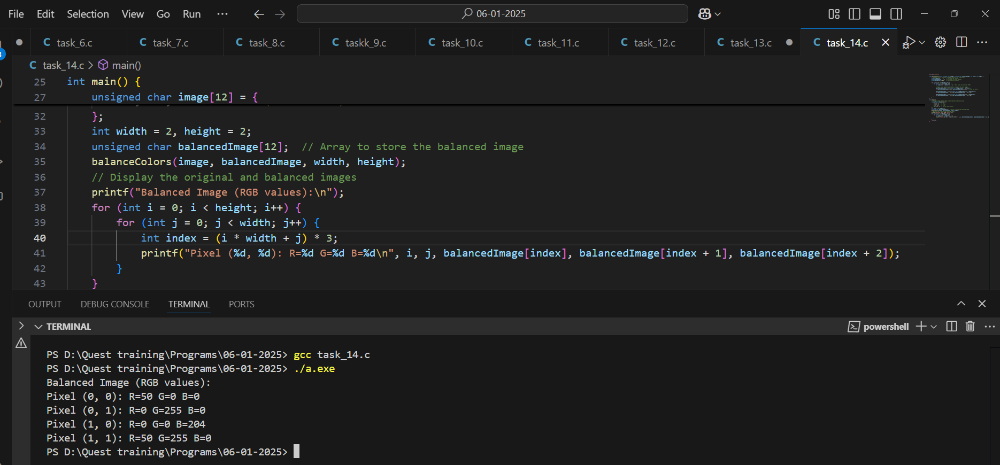 File Edit Selection View Go Run ··· 06-01-2025
task_6.c task_7.c task_8.c taskk_9.c task_10.c task_11.c task_12.c task_13.c task_14.c
task_14.c > main()
25 int main() {
27 unsigned char image[12] = {
32 };
33 int width = 2, height = 2;
34 unsigned char balancedImage[12]; // Array to store the balanced image
35 balanceColors(image, balancedImage, width, height);
36 // Display the original and balanced images
37 printf("Balanced Image (RGB values):\n");
38 for (int i = 0; i < height; i++) {
39 for (int j = 0; j < width; j++) {
40 int index = (i * width + j) * 3;
41 printf("Pixel (%d, %d): R=%d G=%d B=%d\n", i, j, balancedImage[index], balancedImage[index + 1], balancedImage[index + 2]);
42 }
43 }
OUTPUT DEBUG CONSOLE TERMINAL PORTS
TERMINAL powershell
PS D:\Quest training\Programs\06-01-2025> gcc task_14.c
PS D:\Quest training\Programs\06-01-2025> ./a.exe
Balanced Image (RGB values):
Pixel (0, 0): R=50 G=0 B=0
Pixel (0, 1): R=0 G=255 B=0
Pixel (1, 0): R=0 G=0 B=204
Pixel (1, 1): R=50 G=255 B=0
PS D:\Quest training\Programs\06-01-2025>